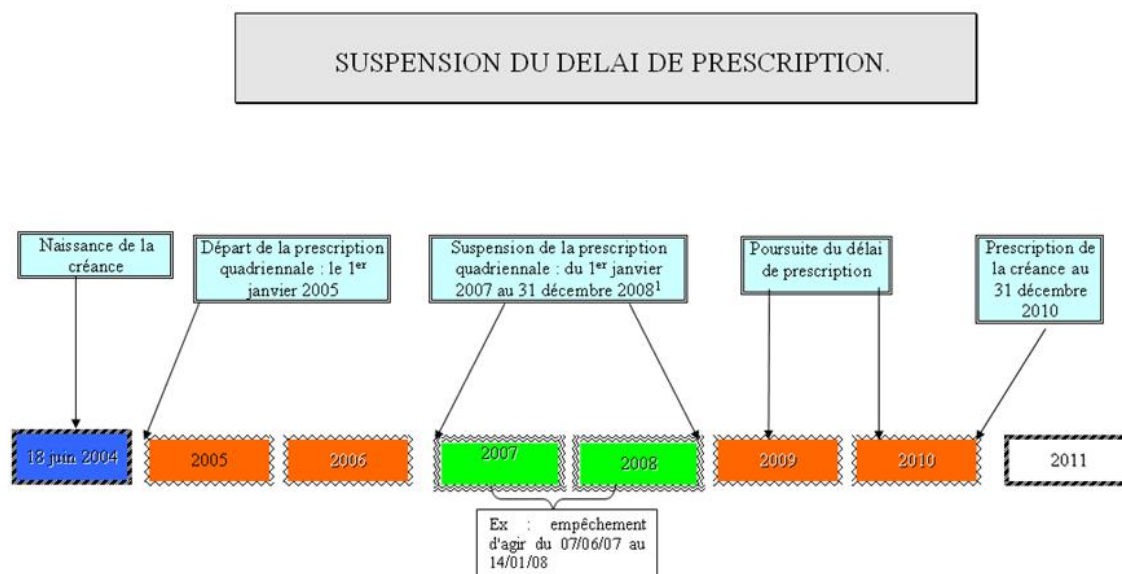 SUSPENSION DU DELAI DE PRESCRIPTION.
Naissance de la
créance
Départ de la prescription
quadriennale : le 1er
janvier 2005
Suspension de la prescription
quadriennale : du 1er janvier
2007 au 31 décembre 2008¹
Poursuite du délai
de prescription
Prescription de
la créance au
31 décembre
2010
18 juin 2004
2005
2006
2007
2008
2009
2010
2011
Ex : empêchement
d'agir du 07/06/07 au
14/01/08